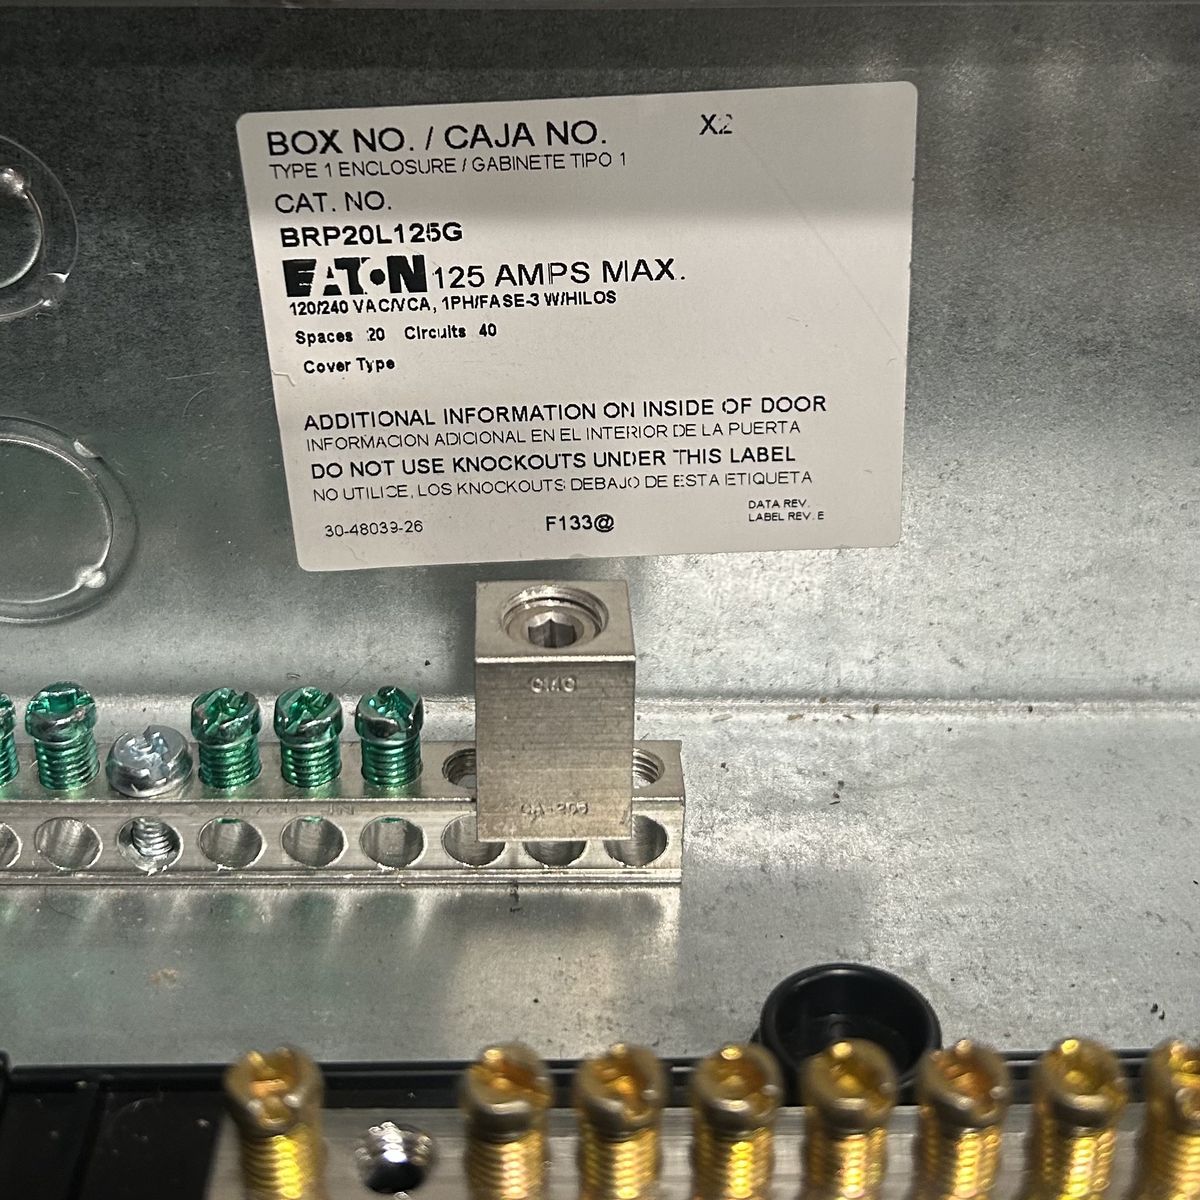 BOX NO. / CAJA NO. X2
TYPE 1 ENCLOSURE / GABINETE TIPO 1
CAT. NO.
BRP20L125G
EATON 125 AMPS MAX.
120/240 VAC/VCA, 1PH/FASE-3 W/HILOS
Spaces 20 Circuits 40
Cover Type
ADDITIONAL INFORMATION ON INSIDE OF DOOR
INFORMACION ADICIONAL EN EL INTERIOR DE LA PUERTA
DO NOT USE KNOCKOUTS UNDER THIS LABEL
NO UTILICE, LOS KNOCKOUTS DEBAJO DE ESTA ETIQUETA
DATA REV.
30-48039-26 F133@ LABEL REV. E
CMC